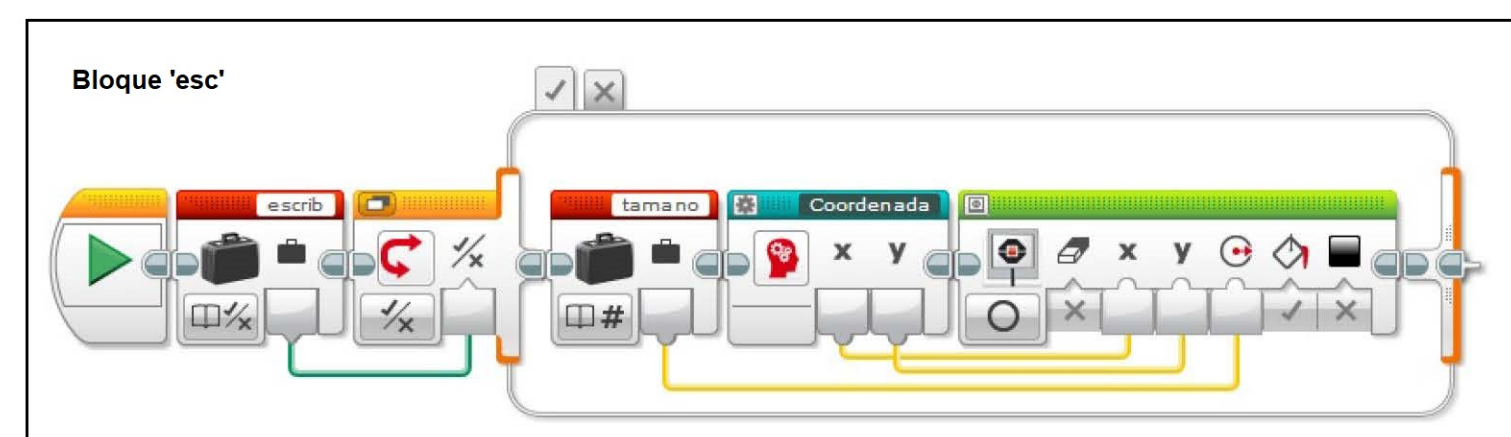 Bloque 'esc'
escrib
tamano
Coordenada
x y
x y
#